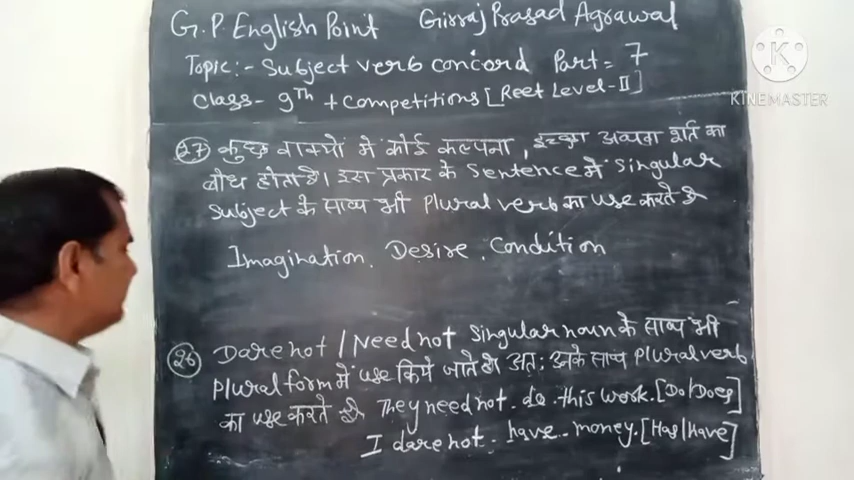 G.P. English Point Girraj Prasad Agrawal
Topic:- Subject verb concord Part = 7
Class- 9th + Competitions [Reet Level-II]
KINEMASTER
27 कुछ वाक्यों में कोई कल्पना, इच्छा अथवा शर्त का
बोध होता है। इस प्रकार के Sentence में Singular
Subject के साथ भी Plural verb का use करते है
Imagination. Desire. Condition
26 Dare not / Need not Singular noun के साथ भी
plural form में use किये जाते है। अतः उनके साथ plural verb
का use करते है They need not. do. this work. [Do/Does]
I dare not. have. money. [Has/Have]